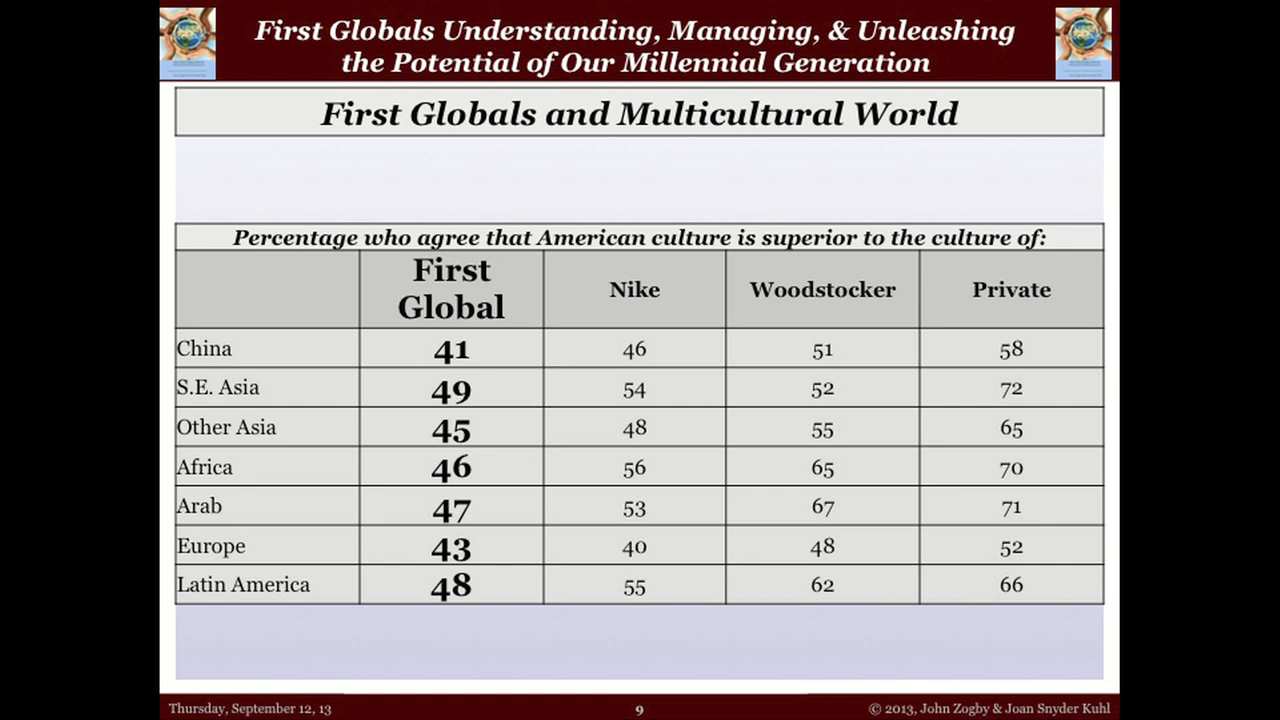 First Globals Understanding, Managing, & Unleashing
the Potential of Our Millennial Generation
First Globals and Multicultural World
Percentage who agree that American culture is superior to the culture of:
First Global Nike Woodstocker Private
China 41 46 51 58
S.E. Asia 49 54 52 72
Other Asia 45 48 55 65
Africa 46 56 65 70
Arab 47 53 67 71
Europe 43 40 48 52
Latin America 48 55 62 66
Thursday, September 12, 13 9 © 2013, John Zogby & Joan Snyder Kuhl